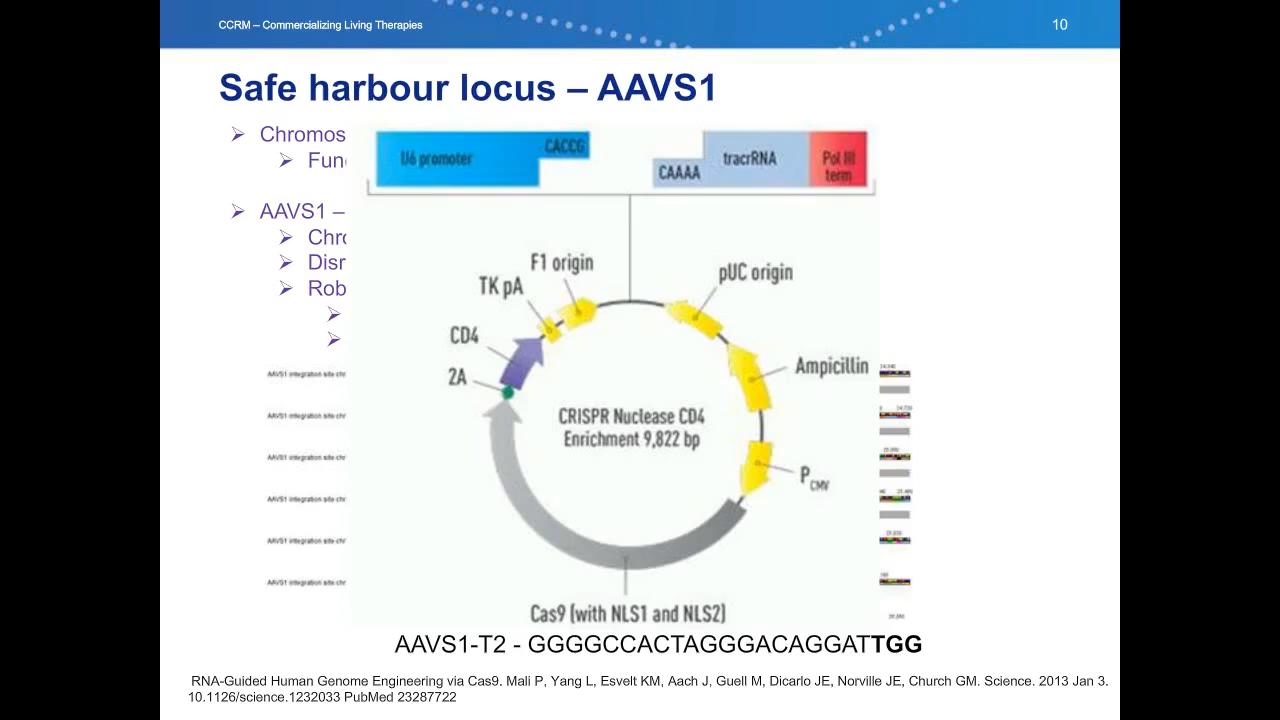 CCRM – Commercializing Living Therapies
10
Safe harbour locus – AAVS1
Chromos
Fun
AAVS1 –
Chro
Disr
Rob
U6 promoter
CACCG
CAAAA
tracrRNA
Pol III
term
F1 origin
pUC origin
TK pA
CD4
2A
Ampicillin
CRISPR Nuclease CD4
Enrichment 9,822 bp
PCMV
Cas9 (with NLS1 and NLS2)
AAVS1 integration site chr
AAVS1 integration site chr
AAVS1 integration site chr
AAVS1 integration site chr
AAVS1 integration site chr
AAVS1 integration site chr
AAVS1-T2 - GGGGCCACTAGGGACAGGATTGG
RNA-Guided Human Genome Engineering via Cas9. Mali P, Yang L, Esvelt KM, Aach J, Guell M, Dicarlo JE, Norville JE, Church GM. Science. 2013 Jan 3.
10.1126/science.1232033 PubMed 23287722